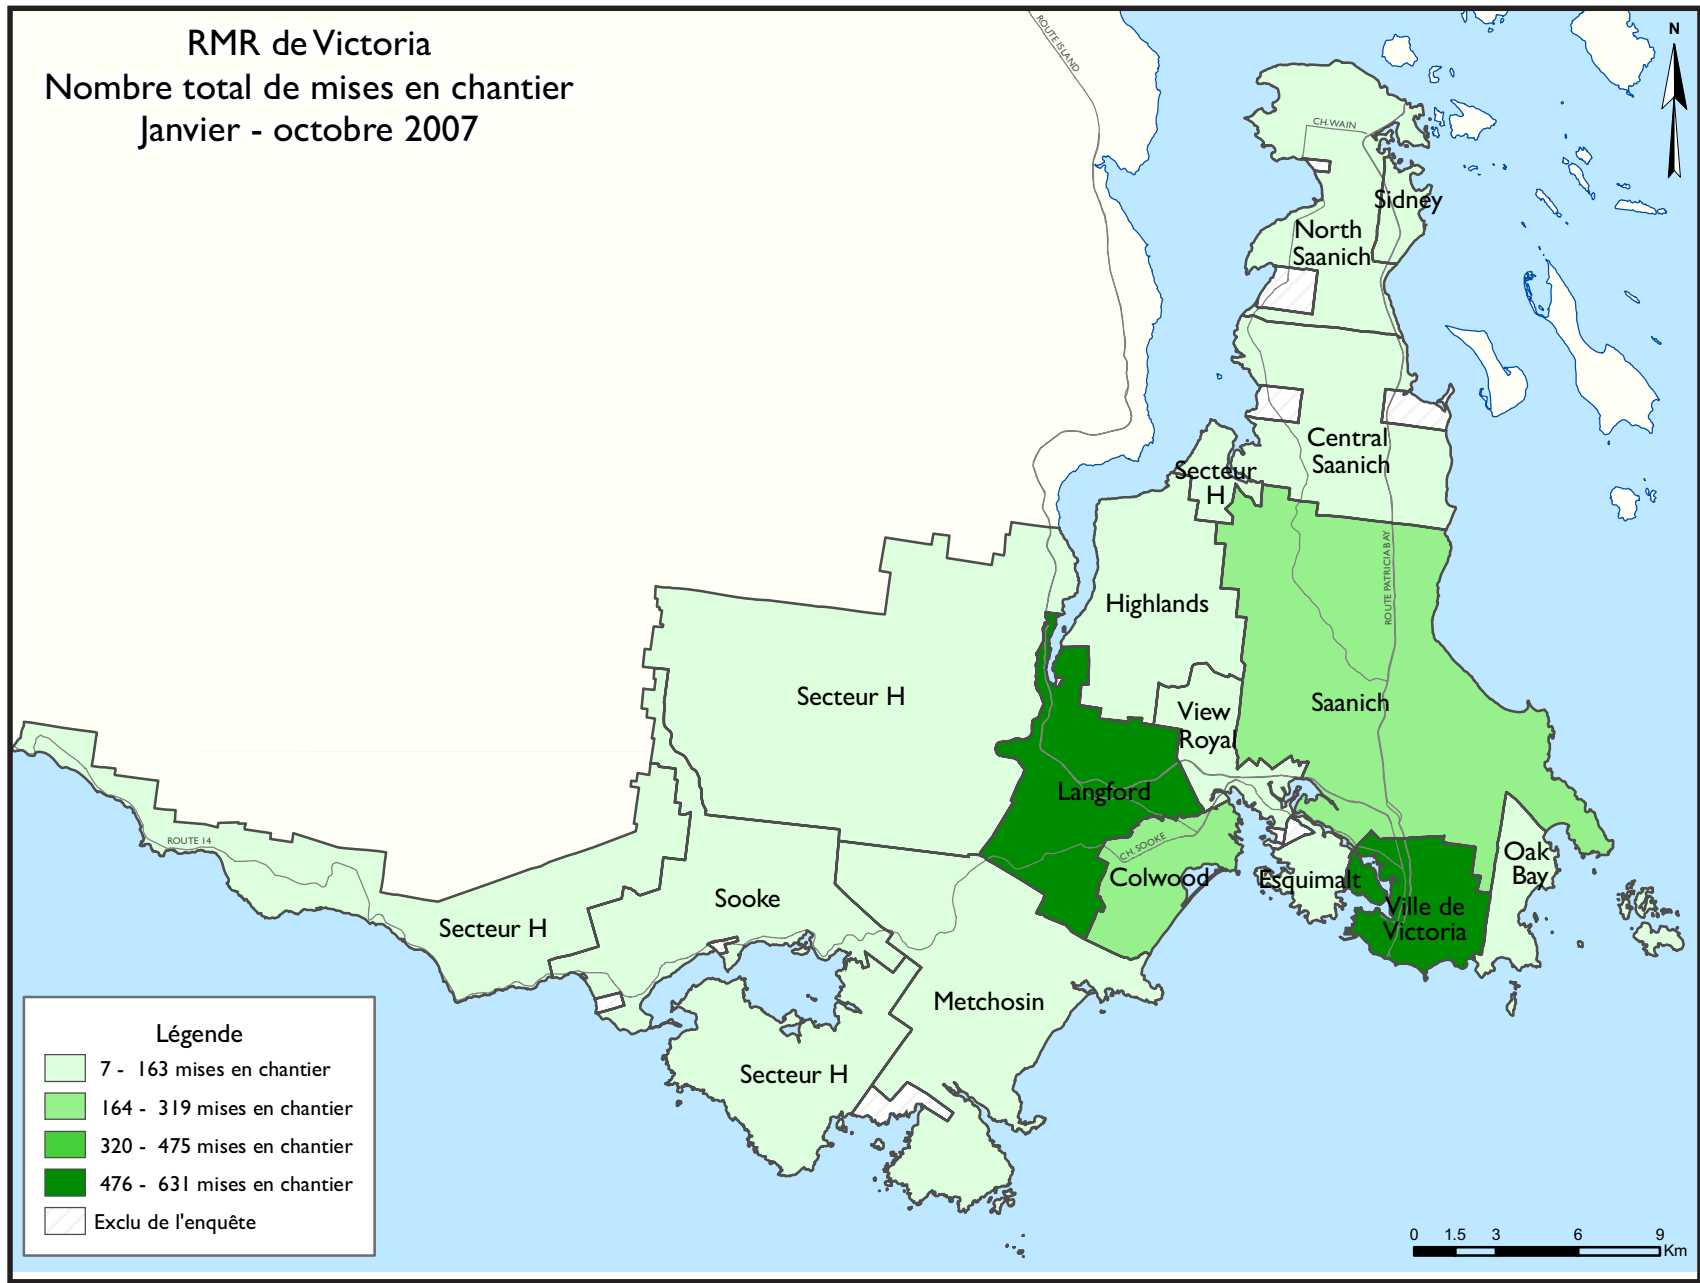 RMR de Victoria
Nombre total de mises en chantier
Janvier - octobre 2007
ROUTE ISLAND
N
CH. WAIN
Sidney
North
Saanich
Central
Saanich
Secteur
H
ROUTE PATRICIA BAY
Highlands
Secteur H
Saanich
View
Royal
Langford
ROUTE 14
CH. SOOKE
Colwood
Oak
Bay
Esquimalt
Sooke
Ville de
Victoria
Secteur H
Metchosin
Secteur H
Légende
7 - 163 mises en chantier
164 - 319 mises en chantier
320 - 475 mises en chantier
476 - 631 mises en chantier
Exclu de l'enquête
0 1.5 3 6 9
Km